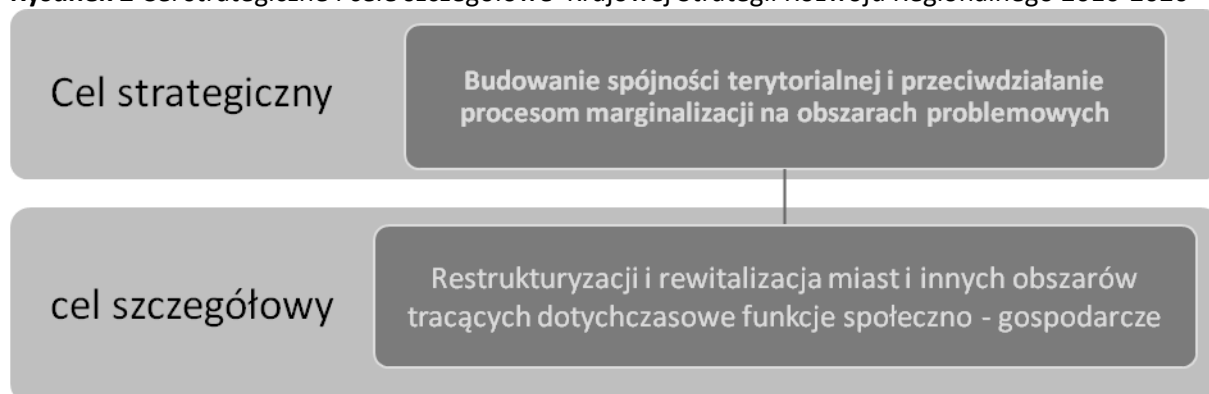 Cel strategiczny
Budowanie spójności terytorialnej i przeciwdziałanie
procesom marginalizacji na obszarach problemowych
cel szczegółowy
Restrukturyzacji i rewitalizacja miast i innych obszarów
tracących dotychczasowe funkcje społeczno - gospodarcze